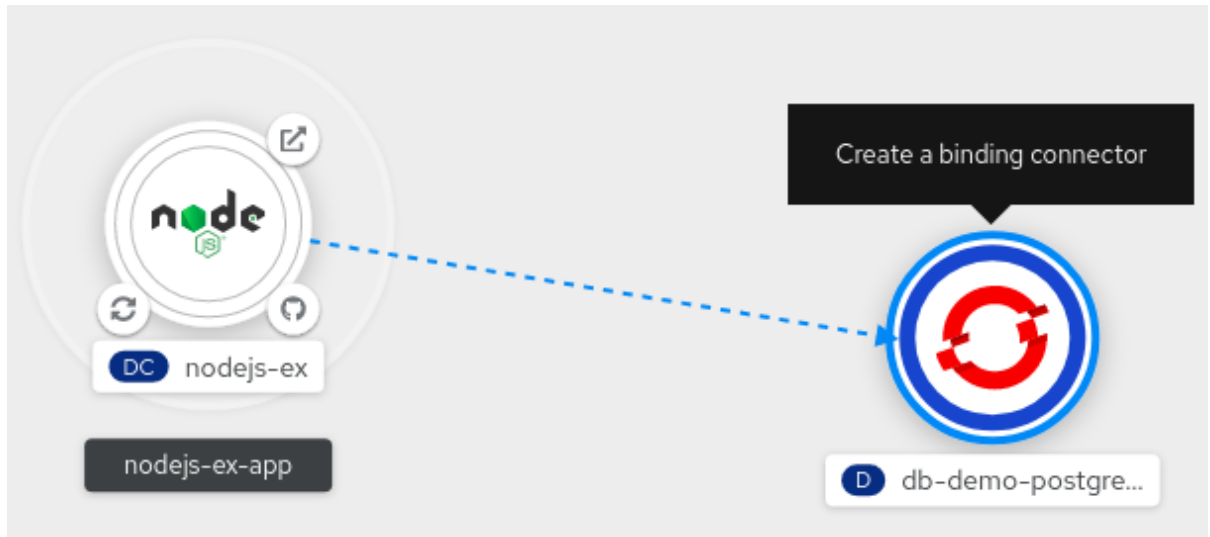 node
JS
DC nodejs-ex
nodejs-ex-app
Create a binding connector
D db-demo-postgre...